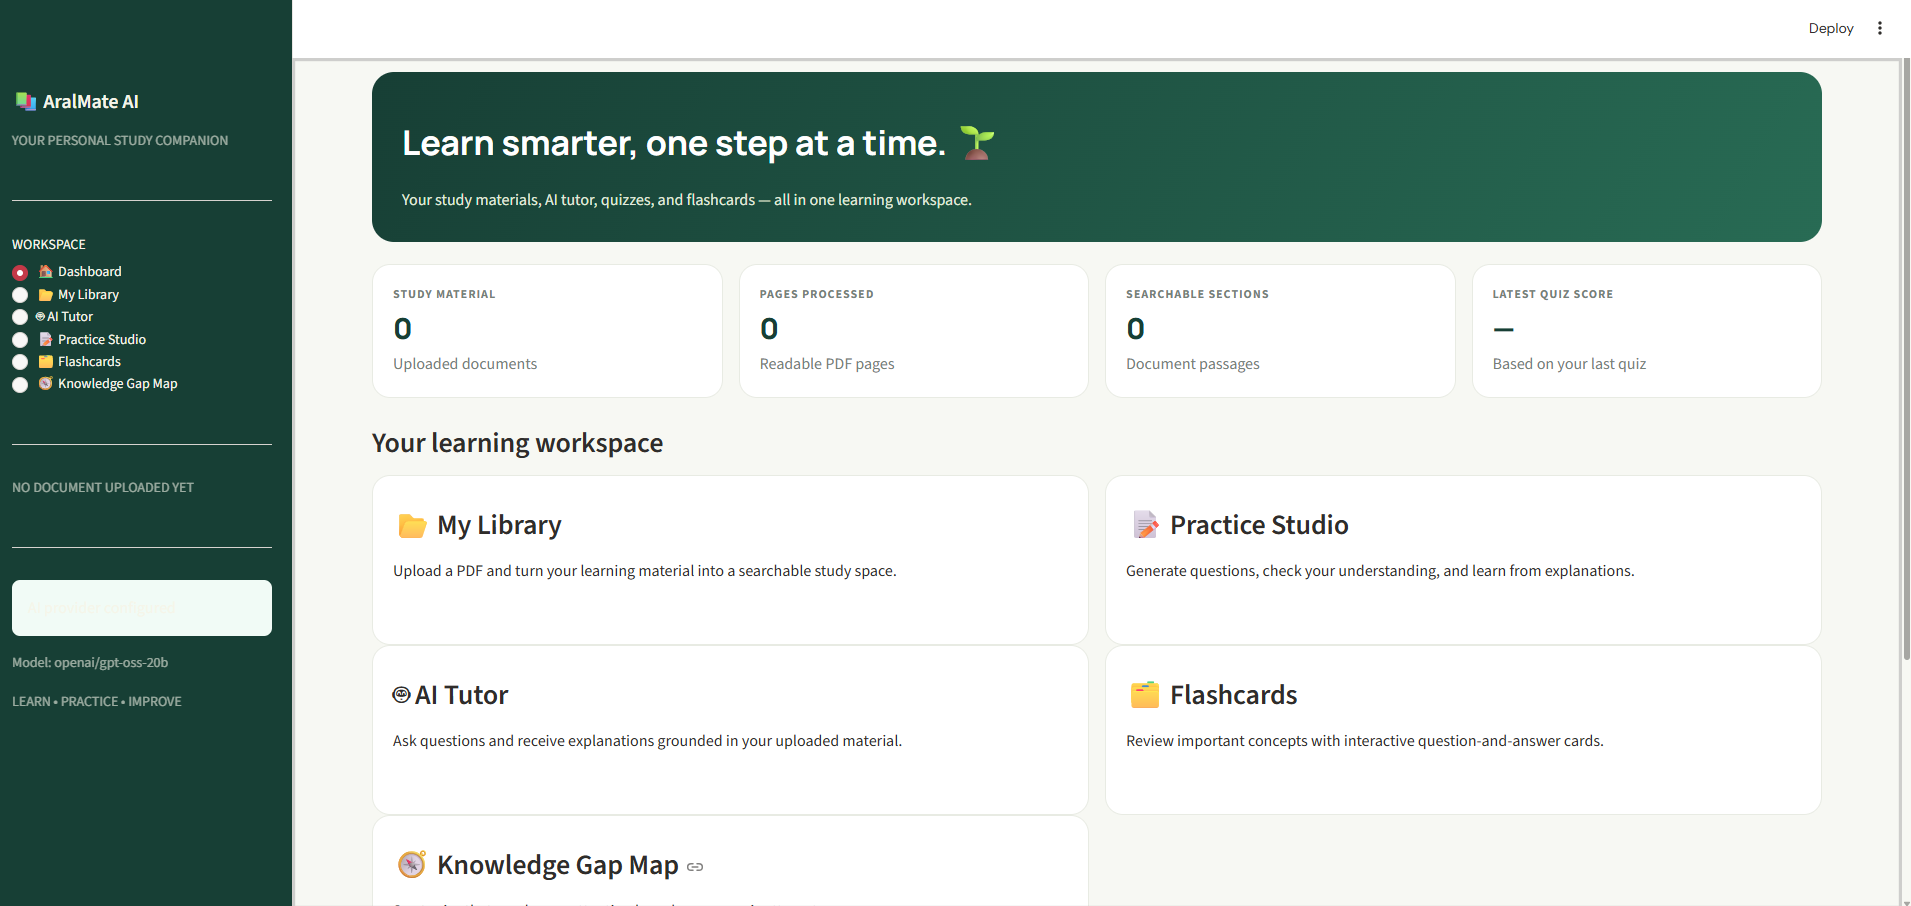 Deploy
AralMate AI
YOUR PERSONAL STUDY COMPANION
WORKSPACE
Dashboard
My Library
AI Tutor
Practice Studio
Flashcards
Knowledge Gap Map
NO DOCUMENT UPLOADED YET
Model: openai/gpt-oss-20b
LEARN • PRACTICE • IMPROVE
Learn smarter, one step at a time.
Your study materials, AI tutor, quizzes, and flashcards — all in one learning workspace.
STUDY MATERIAL
0
Uploaded documents
PAGES PROCESSED
0
Readable PDF pages
SEARCHABLE SECTIONS
0
Document passages
LATEST QUIZ SCORE
—
Based on your last quiz
Your learning workspace
My Library
Upload a PDF and turn your learning material into a searchable study space.
Practice Studio
Generate questions, check your understanding, and learn from explanations.
AI Tutor
Ask questions and receive explanations grounded in your uploaded material.
Flashcards
Review important concepts with interactive question-and-answer cards.
Knowledge Gap Map